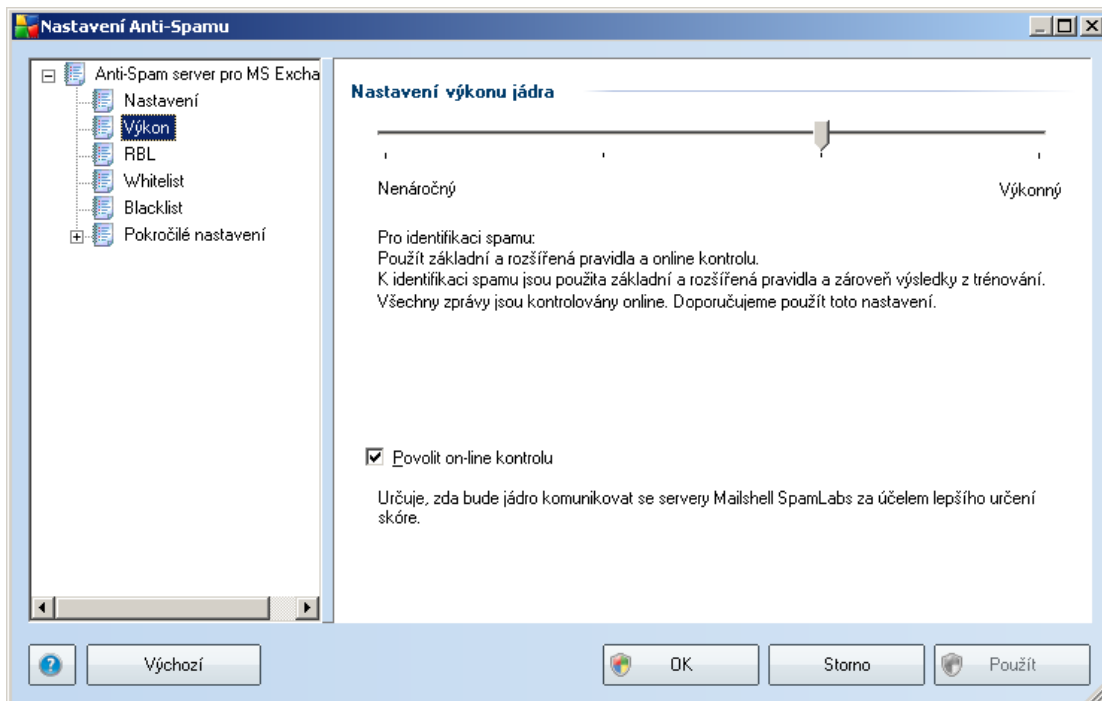 Nastavení Anti-Spamu
Anti-Spam server pro MS Excha
Nastavení
Výkon
RBL
Whitelist
Blacklist
Pokročilé nastavení
Nastavení výkonu jádra
Nenáročný
Výkonný
Pro identifikaci spamu:
Použít základní a rozšířená pravidla a online kontrolu.
K identifikaci spamu jsou použita základní a rozšířená pravidla a zároveň výsledky z trénování.
Všechny zprávy jsou kontrolovány online. Doporučujeme použít toto nastavení.
Povolit on-line kontrolu
Určuje, zda bude jádro komunikovat se servery Mailshell SpamLabs za účelem lepšího určení
skóre.
Výchozí
OK
Storno
Použít